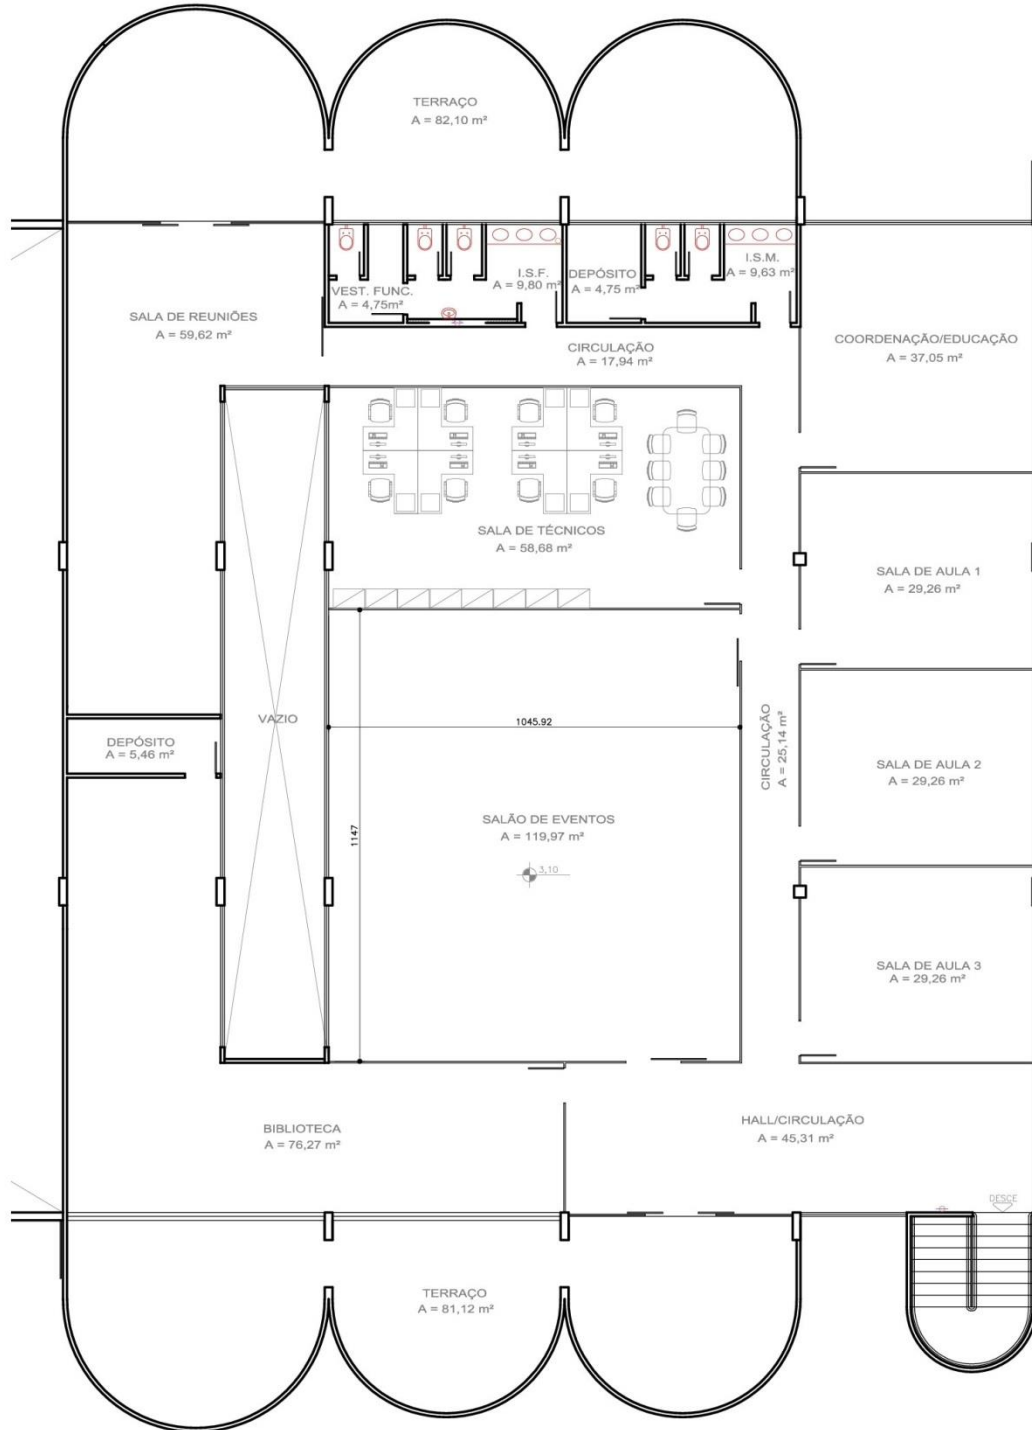 TERRAÇO
A = 82,10 m²
I.S.F.
A = 9,80 m²
DEPÓSITO
A = 4,75 m²
I.S.M.
A = 9,63 m²
VEST. FUNC.
A = 4,75m²
SALA DE REUNIÕES
A = 59,62 m²
CIRCULAÇÃO
A = 17,94 m²
COORDENAÇÃO/EDUCAÇÃO
A = 37,05 m²
SALA DE TÉCNICOS
A = 58,68 m²
SALA DE AULA 1
A = 29,26 m²
VAZIO
1045.92
DEPÓSITO
A = 5,46 m²
CIRCULAÇÃO
A = 25,14 m²
SALA DE AULA 2
A = 29,26 m²
1147
SALÃO DE EVENTOS
A = 119,97 m²
3,10
SALA DE AULA 3
A = 29,26 m²
BIBLIOTECA
A = 76,27 m²
HALL/CIRCULAÇÃO
A = 45,31 m²
DESCE
TERRAÇO
A = 81,12 m²